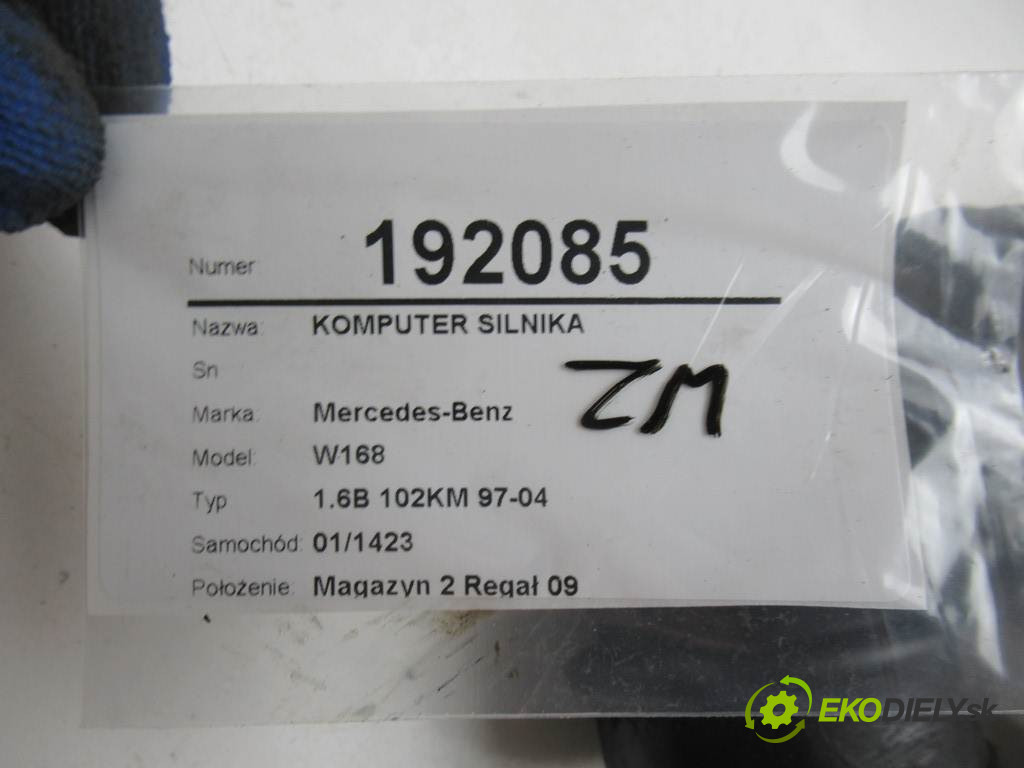 Numer: 192085
Nazwa: KOMPUTER SILNIKA
Sn
Marka: Mercedes-Benz
ZM
Model: W168
Typ 1.6B 102KM 97-04
Samochód: 01/1423
Położenie: Magazyn 2 Regał 09
EKODIELY.sk